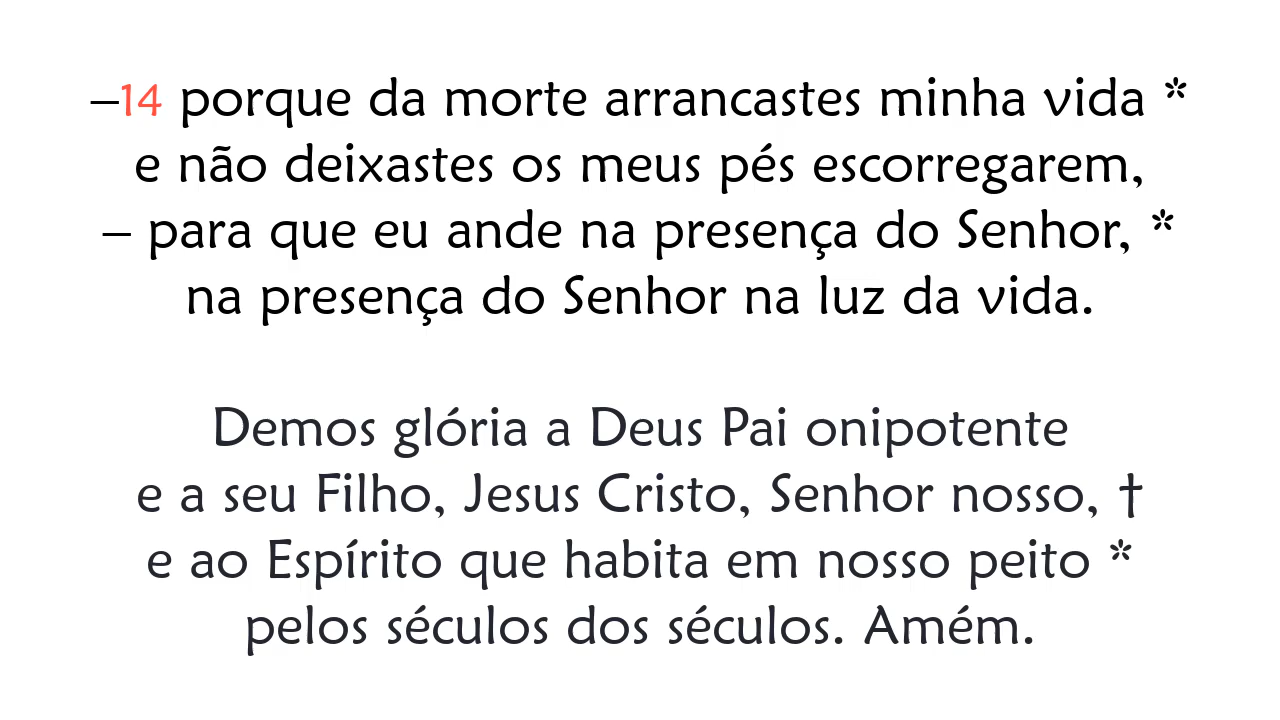 –14 porque da morte arrancastes minha vida *
e não deixastes os meus pés escorregarem,
– para que eu ande na presença do Senhor, *
na presença do Senhor na luz da vida.
Demos glória a Deus Pai onipotente
e a seu Filho, Jesus Cristo, Senhor nosso, †
e ao Espírito que habita em nosso peito *
pelos séculos dos séculos. Amém.